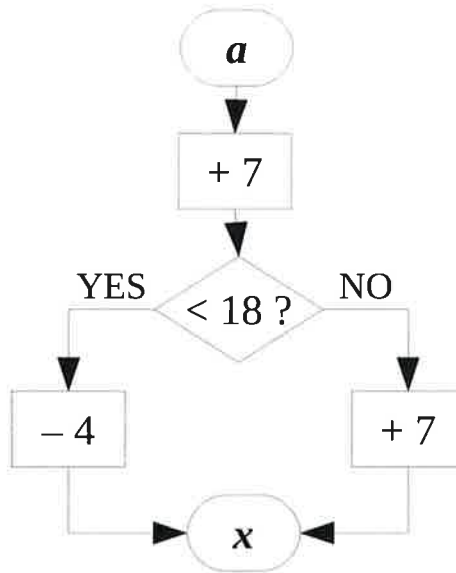 a
+ 7
YES
< 18 ?
NO
– 4
+ 7
x